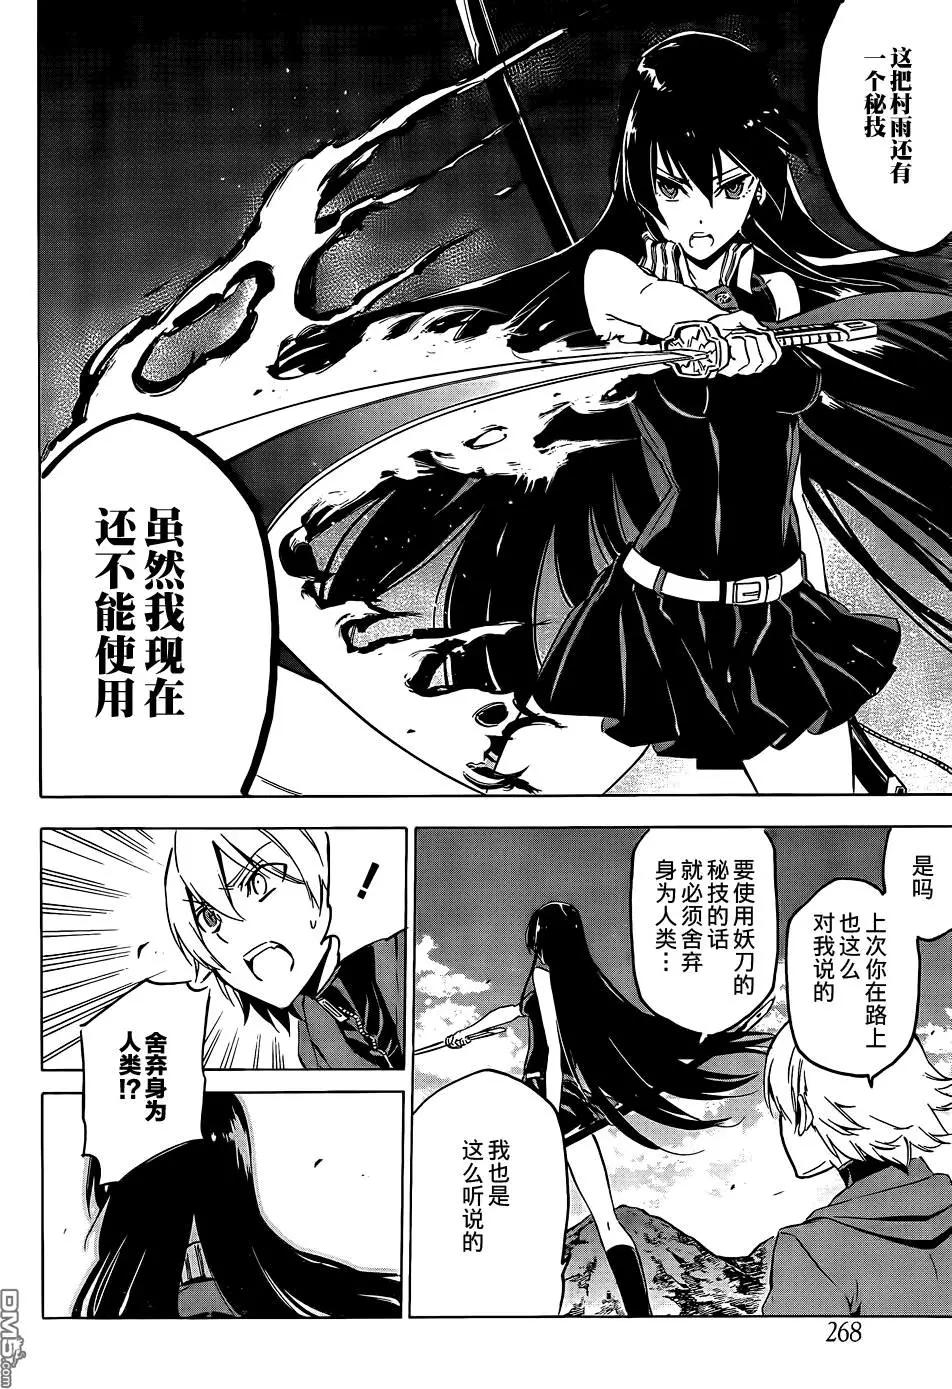 这把村雨还有
一个秘技
虽然我现在
还不能使用
是吗
上次你在路上
也这么
对我说的
要使用妖刀的
秘技的话
就必须舍弃
身为人类…
我也是
这么听说的
!
舍弃身为
人类!?
268
DM5